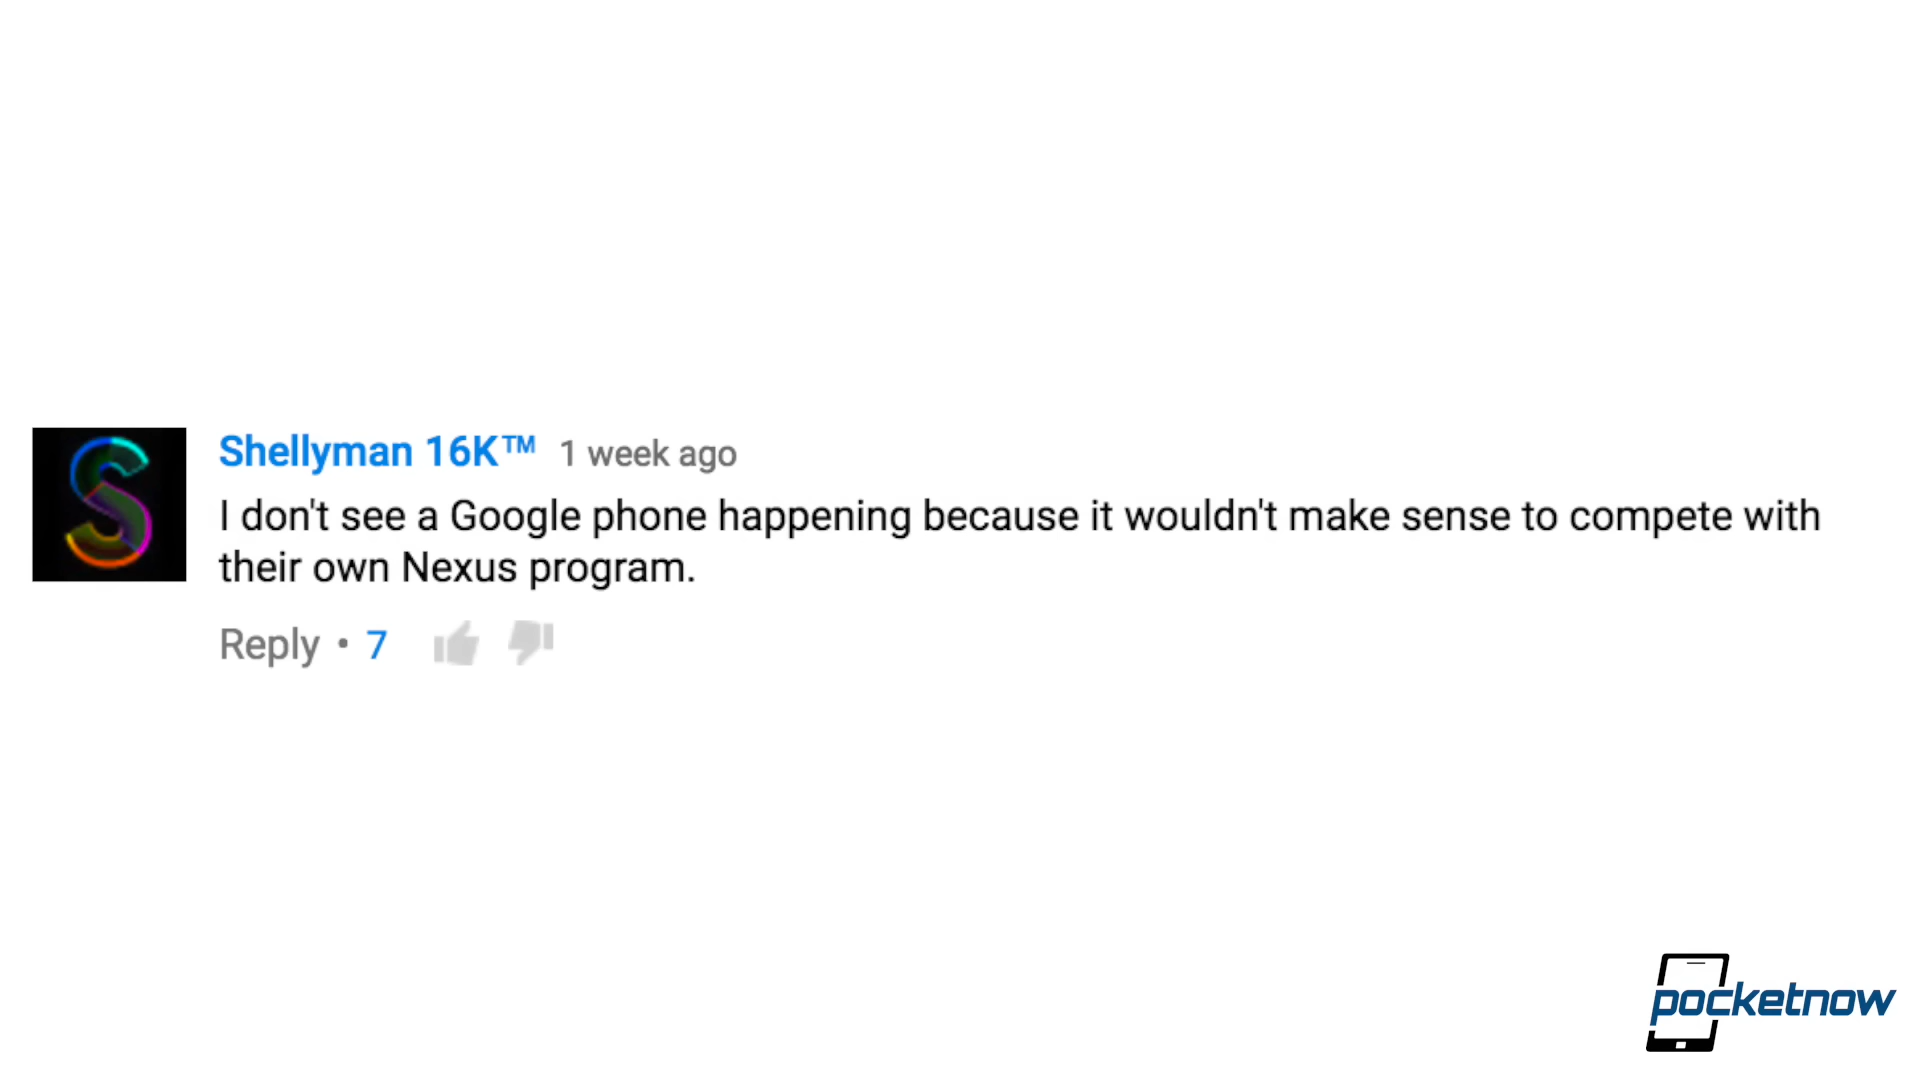 Shellyman 16K™ 1 week ago
I don't see a Google phone happening because it wouldn't make sense to compete with
their own Nexus program.
Reply • 7
pocketnow